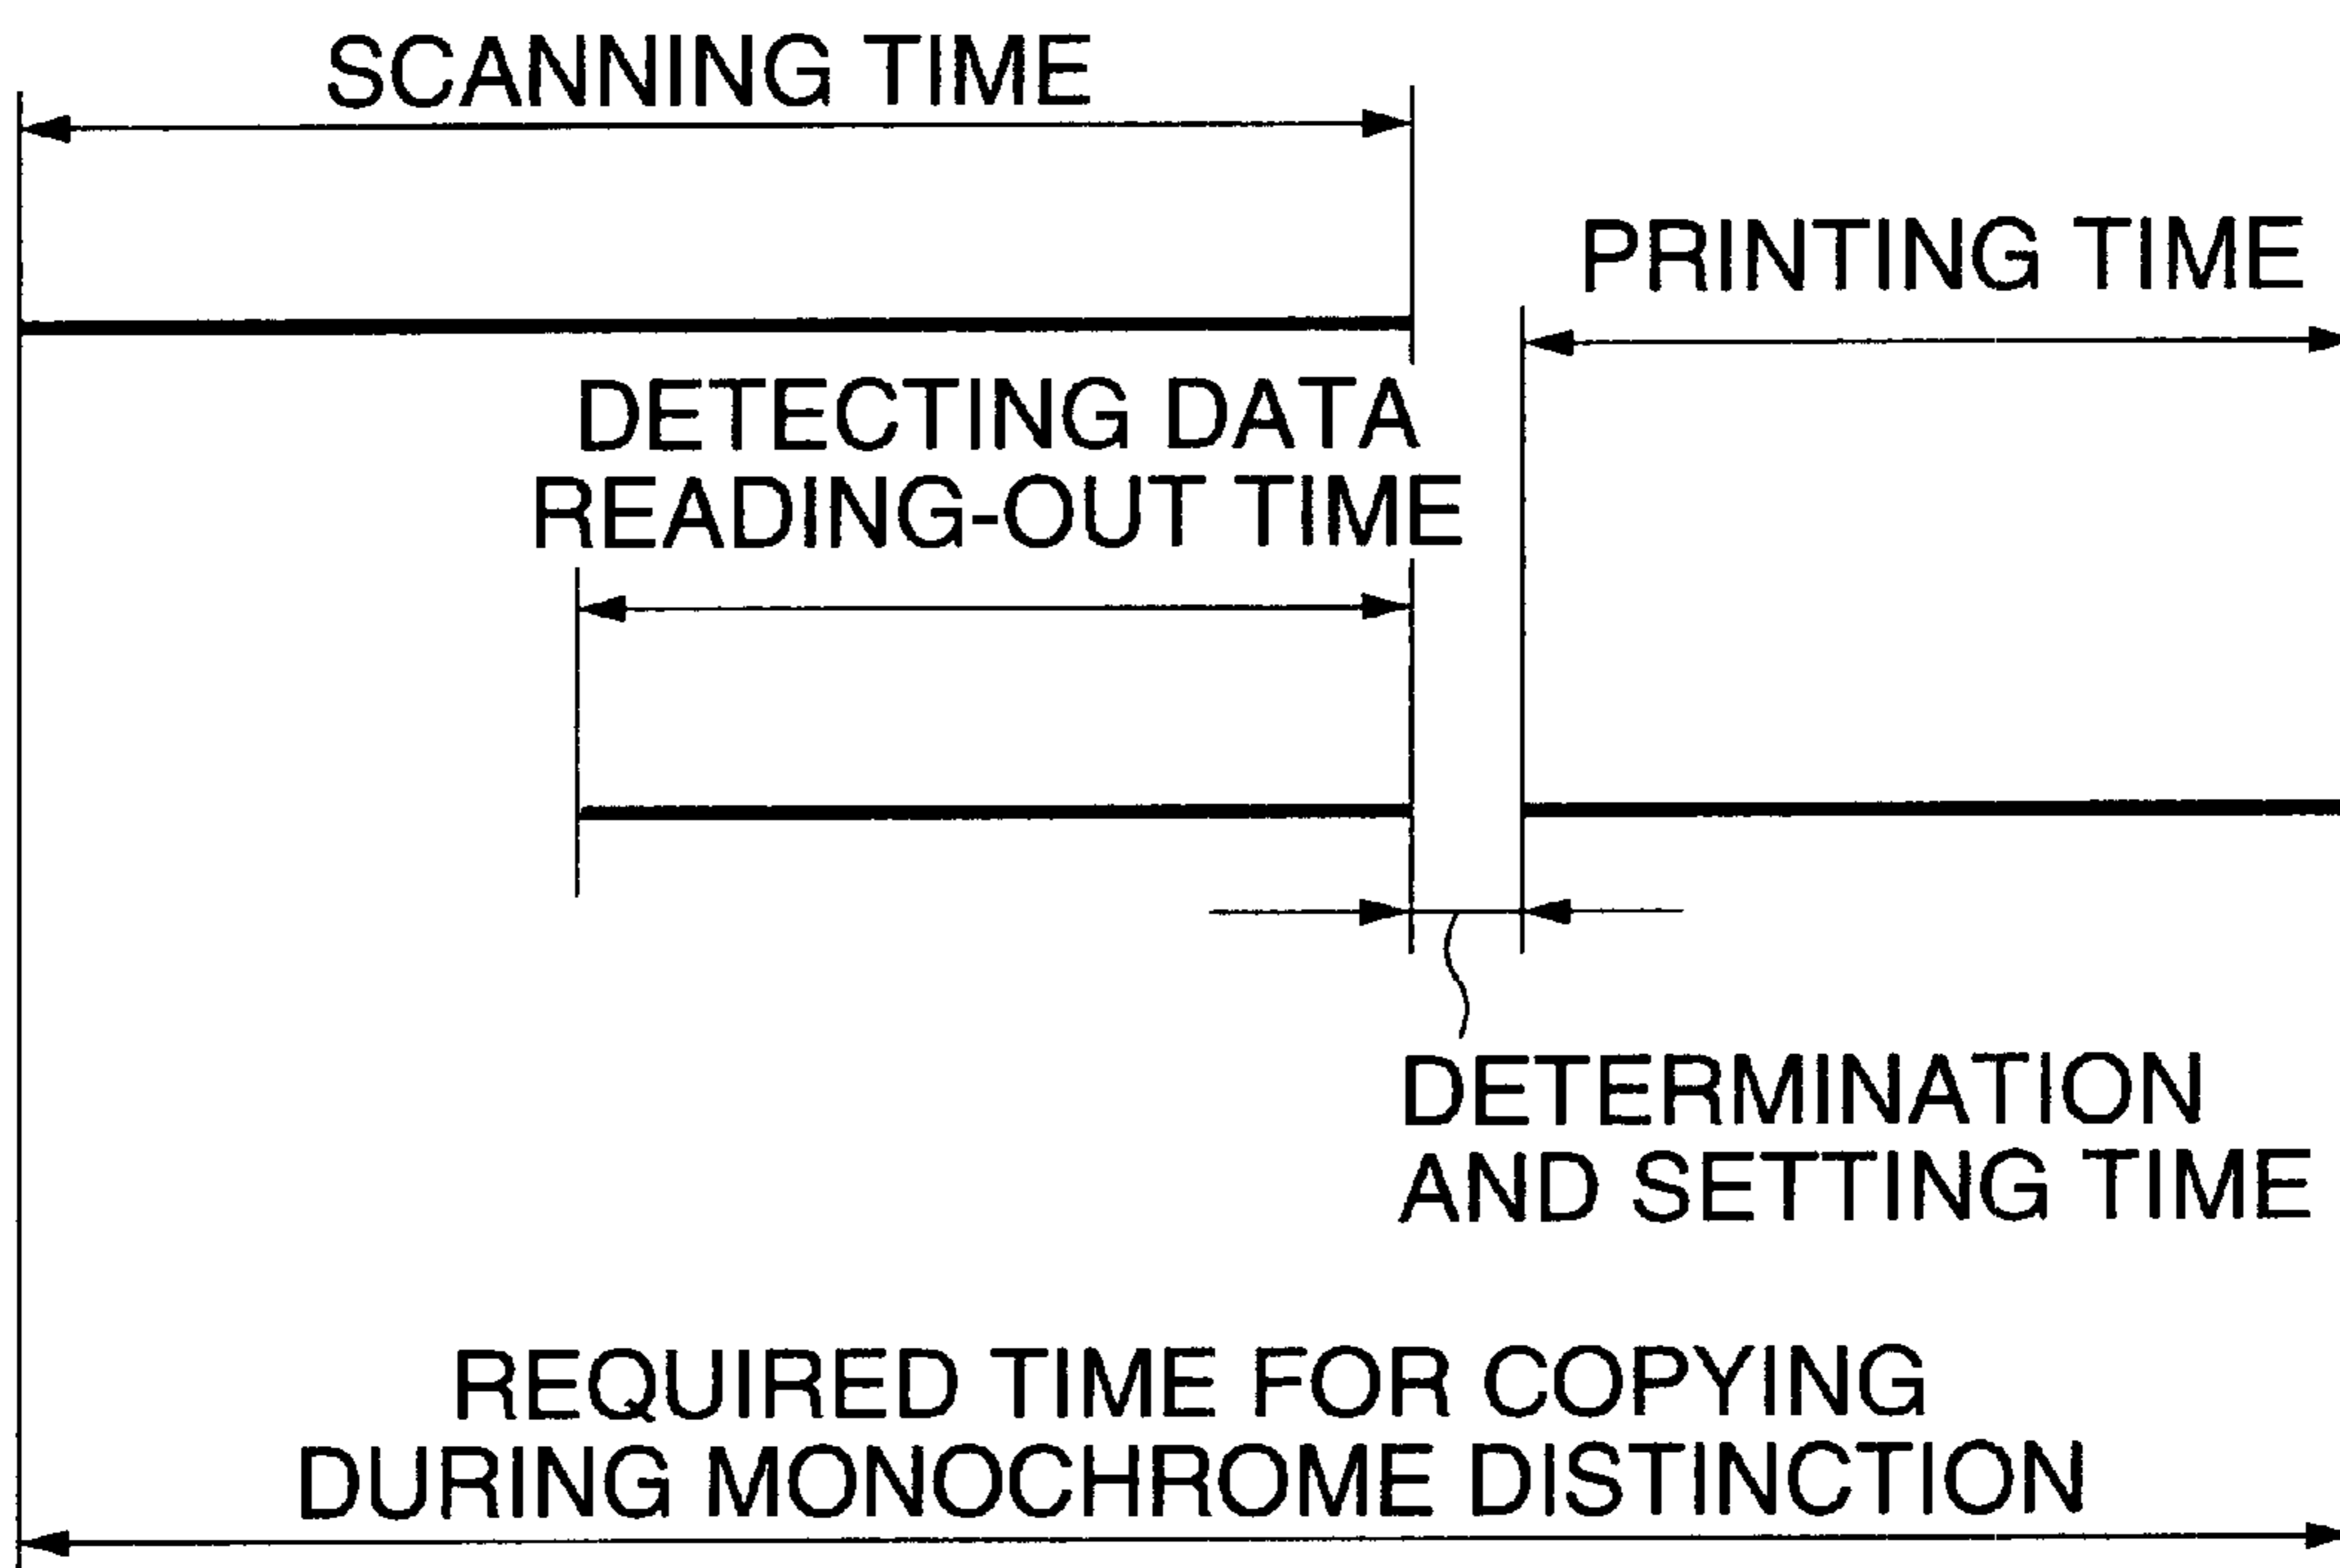 SCANNING TIME
PRINTING TIME
DETECTING DATA
READING-OUT TIME
DETERMINATION
AND SETTING TIME
REQUIRED TIME FOR COPYING
DURING MONOCHROME DISTINCTION